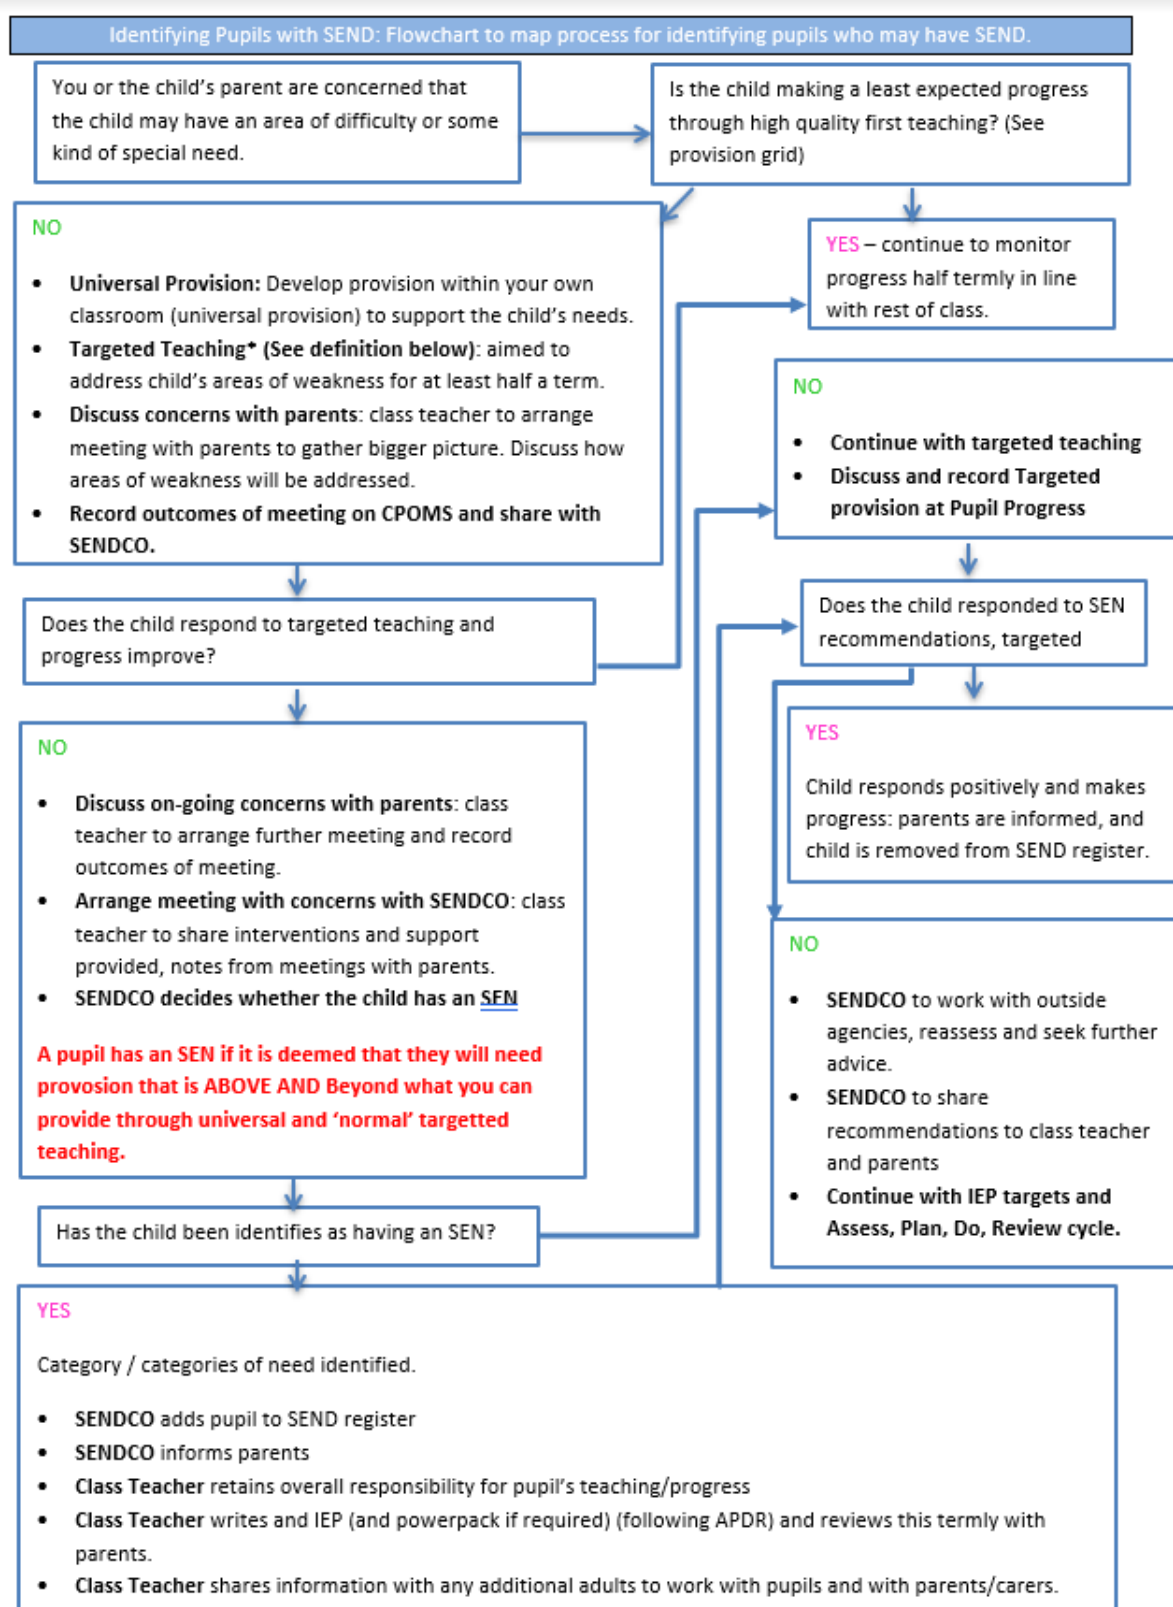 Identifying Pupils with SEND: Flowchart to map process for identifying pupils who may have SEND.
You or the child's parent are concerned that
the child may have an area of difficulty or some
kind of special need.
Is the child making a least expected progress
through high quality first teaching? (See
provision grid)
NO
• Universal Provision: Develop provision within your own
classroom (universal provision) to support the child's needs.
• Targeted Teaching* (See definition below): aimed to
address child's areas of weakness for at least half a term.
• Discuss concerns with parents: class teacher to arrange
meeting with parents to gather bigger picture. Discuss how
areas of weakness will be addressed.
• Record outcomes of meeting on CPOMS and share with
SENDCO.
YES – continue to monitor
progress half termly in line
with rest of class.
Does the child respond to targeted teaching and
progress improve?
NO
• Continue with targeted teaching
• Discuss and record Targeted
provision at Pupil Progress
Does the child responded to SEN
recommendations, targeted
NO
• Discuss on-going concerns with parents: class
teacher to arrange further meeting and record
outcomes of meeting.
• Arrange meeting with concerns with SENDCO: class
teacher to share interventions and support
provided, notes from meetings with parents.
• SENDCO decides whether the child has an SEN
A pupil has an SEN if it is deemed that they will need
provosion that is ABOVE AND Beyond what you can
provide through universal and 'normal' targetted
teaching.
YES
Child responds positively and makes
progress: parents are informed, and
child is removed from SEND register.
NO
• SENDCO to work with outside
agencies, reassess and seek further
advice.
• SENDCO to share
recommendations to class teacher
and parents
• Continue with IEP targets and
Assess, Plan, Do, Review cycle.
Has the child been identifies as having an SEN?
YES
Category / categories of need identified.
• SENDCO adds pupil to SEND register
• SENDCO informs parents
• Class Teacher retains overall responsibility for pupil's teaching/progress
• Class Teacher writes and IEP (and powerpack if required) (following APDR) and reviews this termly with
parents.
• Class Teacher shares information with any additional adults to work with pupils and with parents/carers.